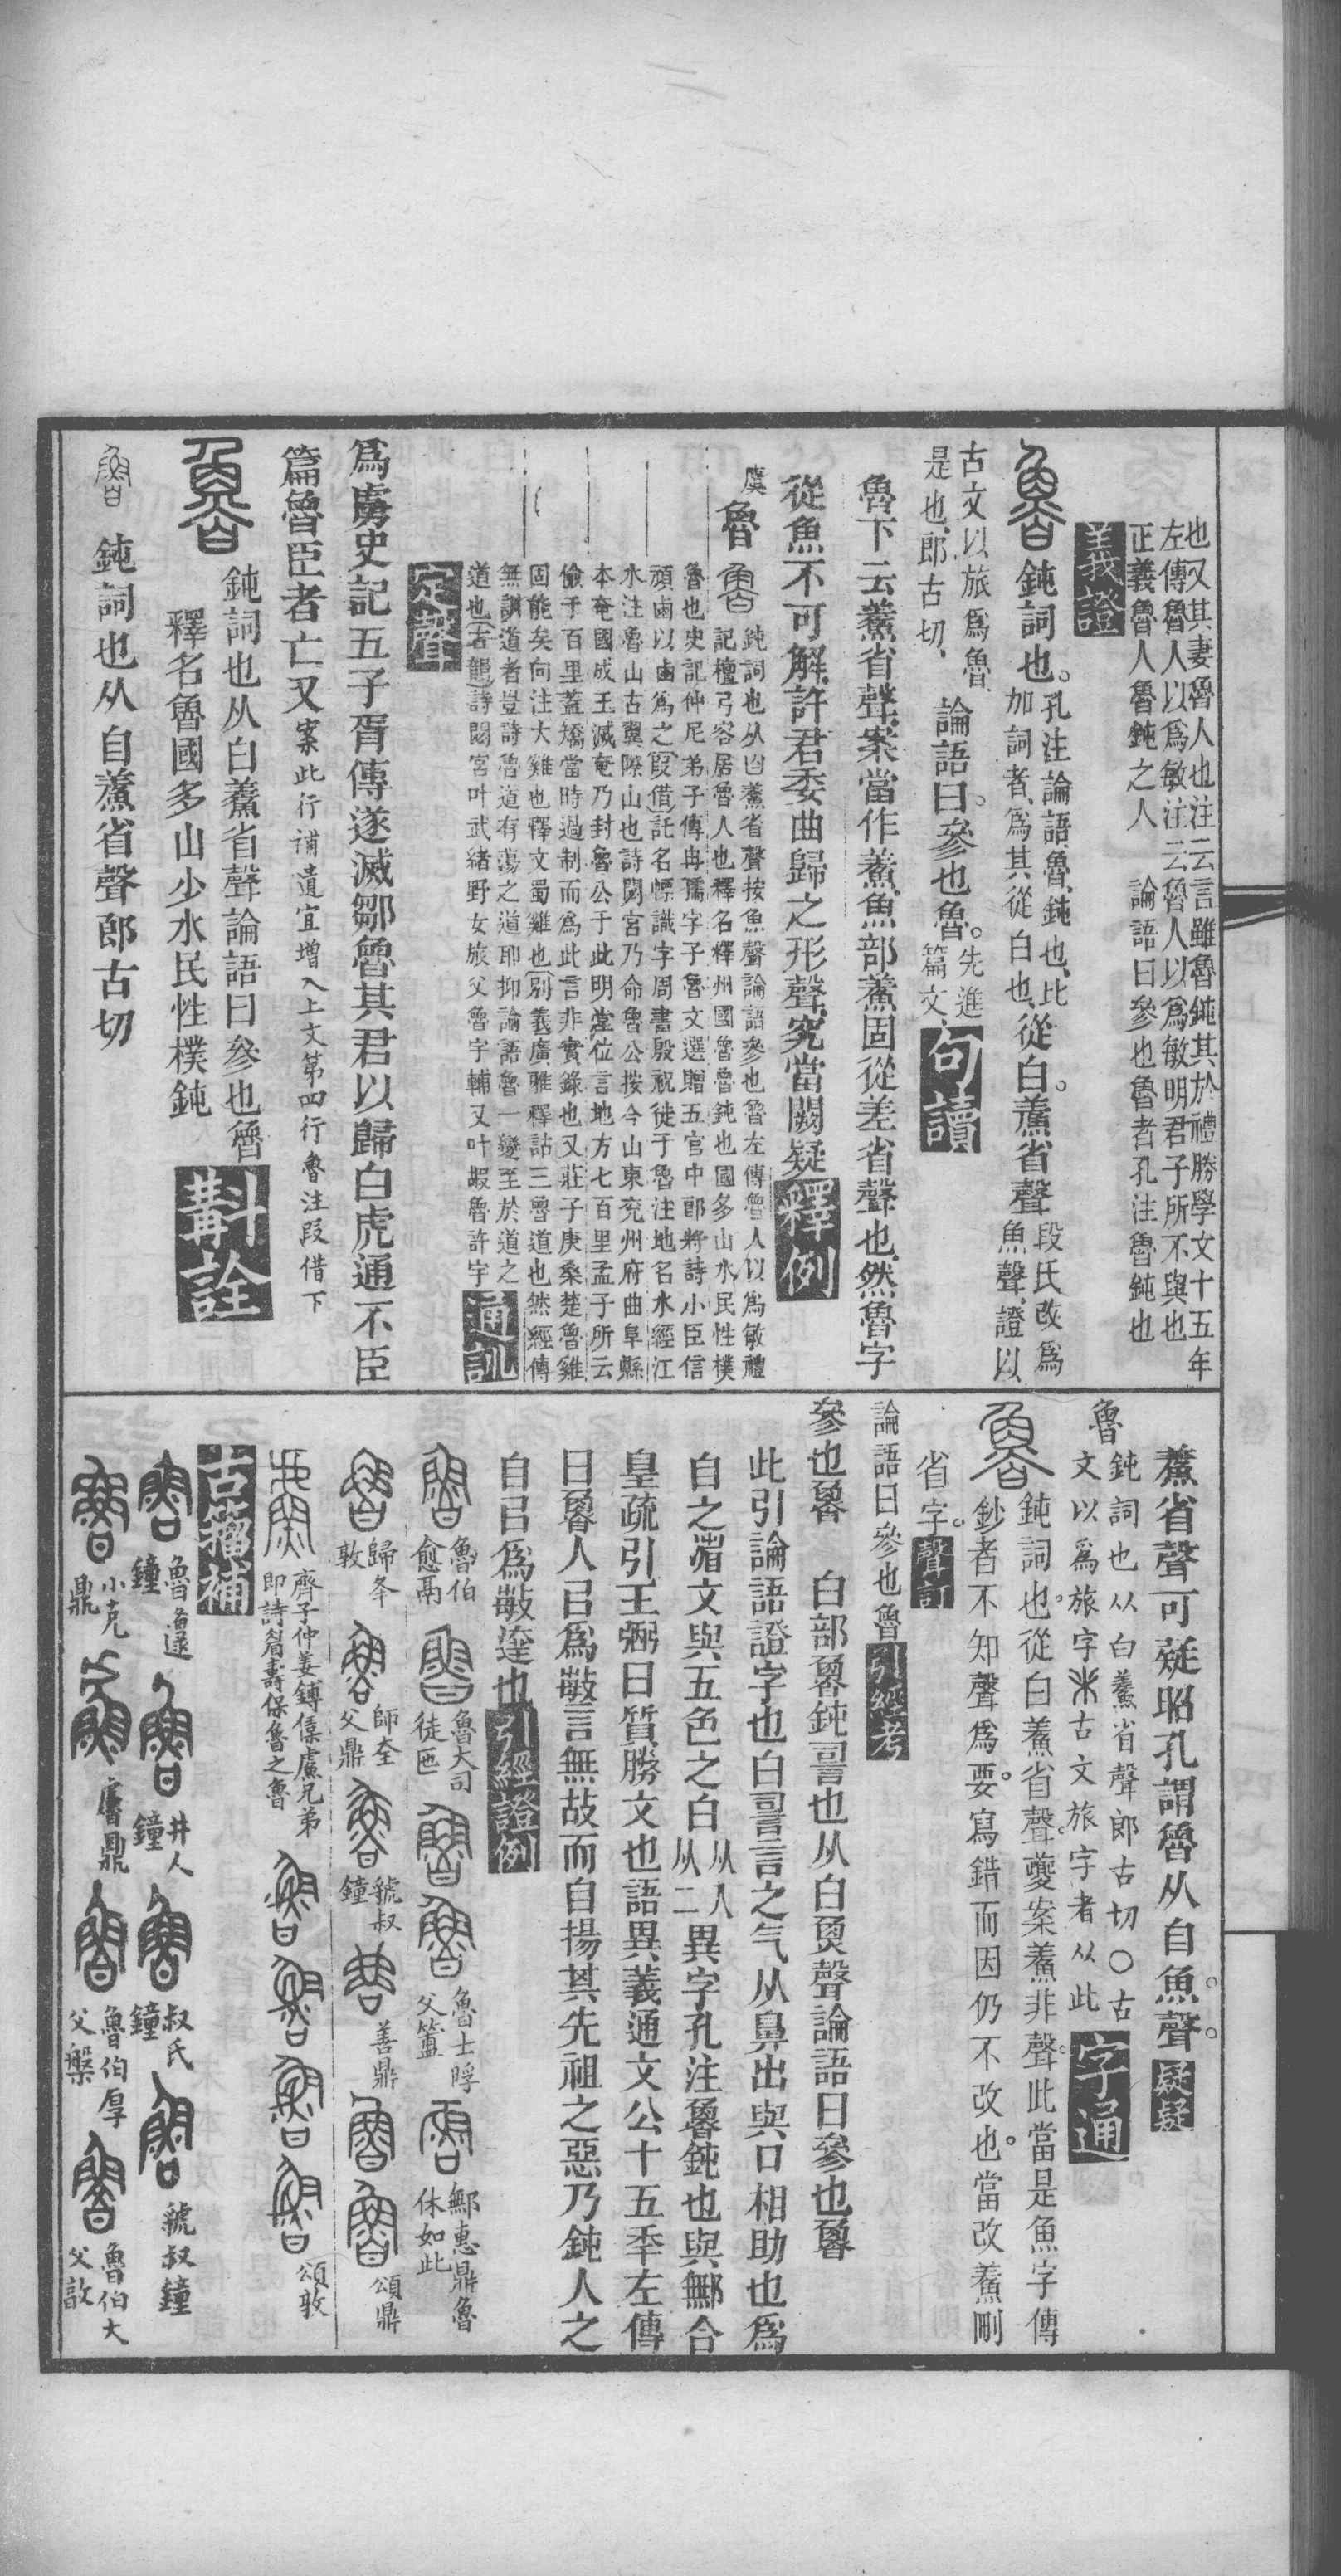 也又其妻魯人也注云言雖魯鈍其於禮勝學文十五年
左傳魯人以爲敏注云魯人以爲敏明君子所不與也
正義魯人魯鈍之人　論語曰參也魯者孔注魯鈍也
義證
魯鈍詞也。孔注論語魯、鈍也、比
加詞者、爲其從白也、從白。鮺省聲段氏改爲
魚聲、證以
古文以旅爲魯、
是也、郎古切、論語曰。參也魯。先進
篇文、句讀
魯下云鮺省聲、案當作鮺、魚部鮺固從差省聲也、然魯字
從魚不可解、許君委曲歸之形聲、究當闕疑釋例
虞魯魯鈍詞也从白鮺省聲按魚聲論語參也魯左傳魯人以爲敏禮
記檀弓容居魯人也釋名釋州國魯魯鈍也國多山水民性樸
魯也史記仲尼弟子傳冉孺字子魯文選贈五官中郎將詩小臣信
頑鹵以鹵爲之叚借託名幖識字周書殷祝徙于魯注地名水經江
水注魯山古翼際山也詩閟宮乃命魯公按今山東兖州府曲阜縣
本奄國成王滅奄乃封魯公于此明堂位言地方七百里孟子所云
儉于百里蓋矯當時過制而爲此言非實錄也又莊子庚桑楚魯雞
固能矣向注大雞也釋文蜀雞也別義廣雅釋詁三魯道也然經傳
無訓道者豈詩魯道有蕩之道耶抑論語魯一變至於道之
道也古韻詩閟宮叶武緒野女旅父魯宇輔又叶嘏魯許宇通訓
定聲
爲虜史記五子胥傳遂滅鄒魯其君以歸白虎通不臣
篇魯臣者亡又案此行補遺宜增入上文第四行魯注叚借下
魯鈍詞也从白鮺省聲論語曰參也魯
釋名魯國多山少水民性樸鈍斠詮
魯鈍詞也从自鮺省聲郎古切
鮺省聲可疑昭孔謂魯从自魚。聲。疑疑
魯鈍詞也从白鮺省聲郎古切〇古
文以爲旅字古文旅字者从此字通
魯鈍詞也。從白鮺省聲。夔案鮺非聲。此當是魚字傳
鈔者不知聲爲要。寫錯而因仍不改也。當改鮺刪
省字。聲訂
論語曰參也魯引經考
參也魯　白部魯鈍詞也从白魚聲論語曰參也魯
此引論語證字也白詞言之气从鼻出與口相助也爲
自之省文與五色之白从入
从二異字孔注魯鈍也與鄭合
皇疏引王弼曰質勝文也語異義通文公十五年左傳
曰魯人㠯爲敏言無故而自揚其先祖之惡乃鈍人之
自㠯爲敏達也引經證例
魯伯
愈鬲　魯大司
徒匜　魯士
父簠　鄦惠鼎魯
休如此
歸夆
敦　師㚔
父鼎　虢叔
鐘　善鼎　頌鼎
齊子仲姜鎛
即詩眉壽保魯之魯　頌敦
古籀補
魯邍
鐘　井人
鐘　叔氏
鐘　虢叔鐘
小克
鼎　鼎　魯伯厚
父槃　魯伯大
父敦